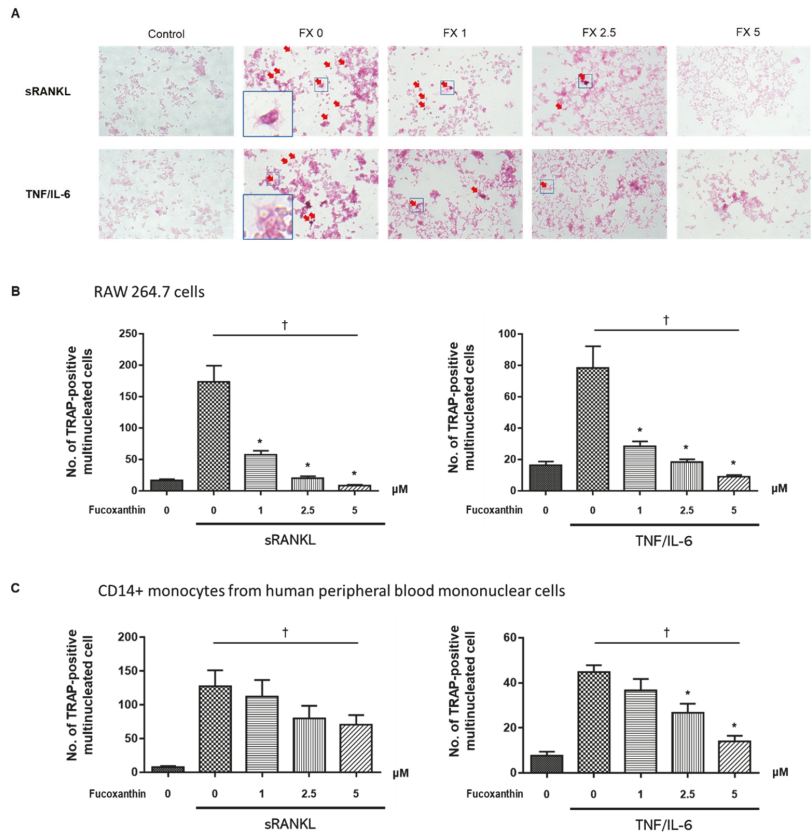 A
Control FX 0 FX 1 FX 2.5 FX 5
sRANKL
TNF/IL-6
B RAW 264.7 cells
No. of TRAP-positive
multinucleated cells
250
200
150
100
50
0
†
* * *
µM
Fucoxanthin 0 0 1 2.5 5
sRANKL
No. of TRAP-positive
multinucleated cells
100
80
60
40
20
0
†
* * *
µM
Fucoxanthin 0 0 1 2.5 5
TNF/IL-6
C CD14+ monocytes from human peripheral blood mononuclear cells
No. of TRAP-positive
multinucleated cell
200
150
100
50
0
†
µM
Fucoxanthin 0 0 1 2.5 5
sRANKL
No. of TRAP-positive
multinucleated cell
60
40
20
0
†
* *
µM
Fucoxanthin 0 0 1 2.5 5
TNF/IL-6